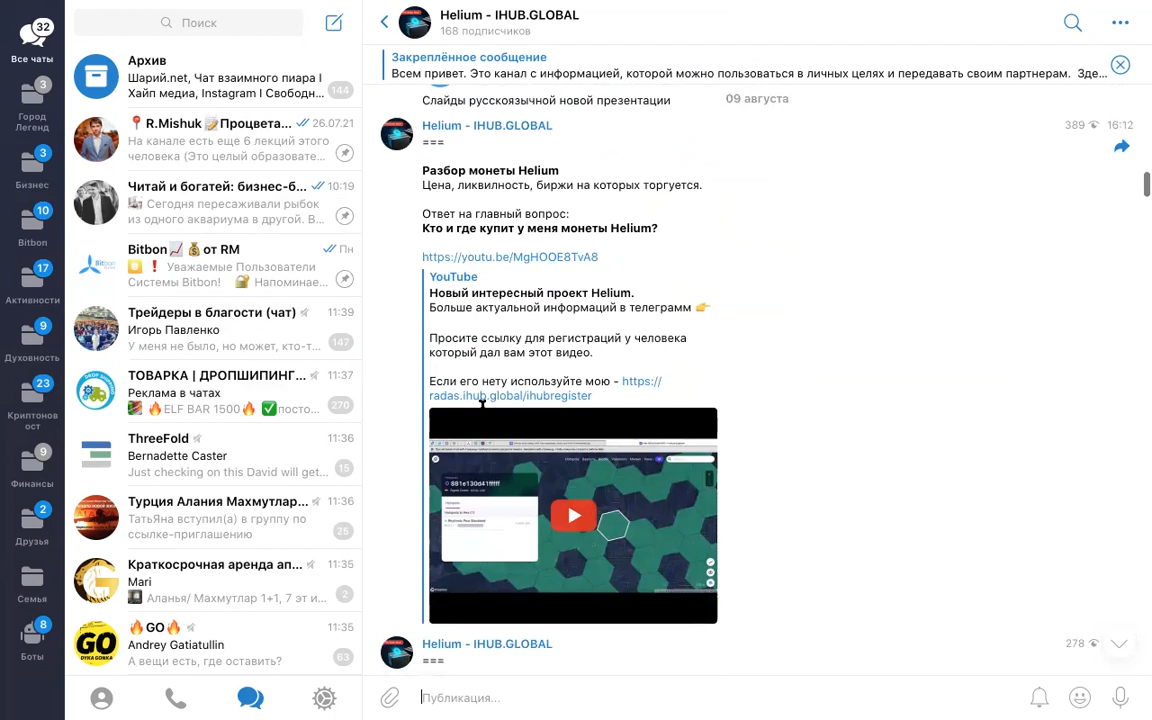 32
Все чаты
3
Город
Легенд
3
Бизнес
10
Bitbon
17
Активности
9
Духовность
23
Криптонов
ост
9
Финансы
2
Друзья
Семья
8
Боты
Поиск
Архив
Шарий.net, Чат взаимного пиара I
Хайп медиа, Instagram I Свободн...
144
📍R.Mishuk 📝Процвета...
26.07.21
На канале есть еще 6 лекций этого
человека (Это целый образовате...
Читай и богатей: бизнес-б...
10:19
Сегодня пересаживали рыбок
из одного аквариума в другой. В...
Bitbon📈💰от RM
Пн
❗ Уважаемые Пользователи
Системы Bitbon! 🔐 Напоминае...
Трейдеры в благости (чат)
11:39
Игорь Павленко
У меня не было, но может, кто-т...
147
ТОВАРКА | ДРОПШИПИНГ...
11:37
Реклама в чатах
🔥ELF BAR 1500🔥 ✅посто...
270
ThreeFold
11:36
Bernadette Caster
Just checking on this David will get...
15
Турция Алания Махмутлар...
11:36
ТатьЯна вступил(а) в группу по
ссылке-приглашению
25
Краткосрочная аренда ап...
11:35
Mari
Аланья/ Махмутлар 1+1, 7 эт и...
2
🔥GO🔥
11:35
Andrey Gatiatullin
А вещи есть, где оставить?
63
Helium - IHUB.GLOBAL
168 подписчиков
Закреплённое сообщение
Всем привет. Это канал с информацией, которой можно пользоваться в личных целях и передавать своим партнерам. Зде...
Слайды русскоязычной новой презентации
09 августа
Helium - IHUB.GLOBAL
389
16:12
===
Разбор монеты Helium
Цена, ликвилность, биржи на которых торгуется.
Ответ на главный вопрос:
Кто и где купит у меня монеты Helium?
https://youtu.be/MgHOOE8TvA8
YouTube
Новый интересный проект Helium.
Больше актуальной информаций в телеграмм 👉
Просите ссылку для регистраций у человека
который дал вам этот видео.
Если его нету используйте мою - https://
radas.ihub.global/ihubregister
881e130d41fffff
Helium - IHUB.GLOBAL
278
===
Публикация...